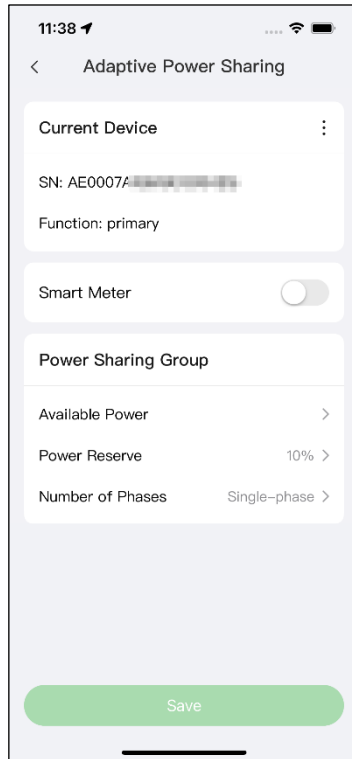 11:38
Adaptive Power Sharing
Current Device
SN: AE0007A
Function: primary
Smart Meter
Power Sharing Group
Available Power
Power Reserve 10%
Number of Phases Single-phase
Save